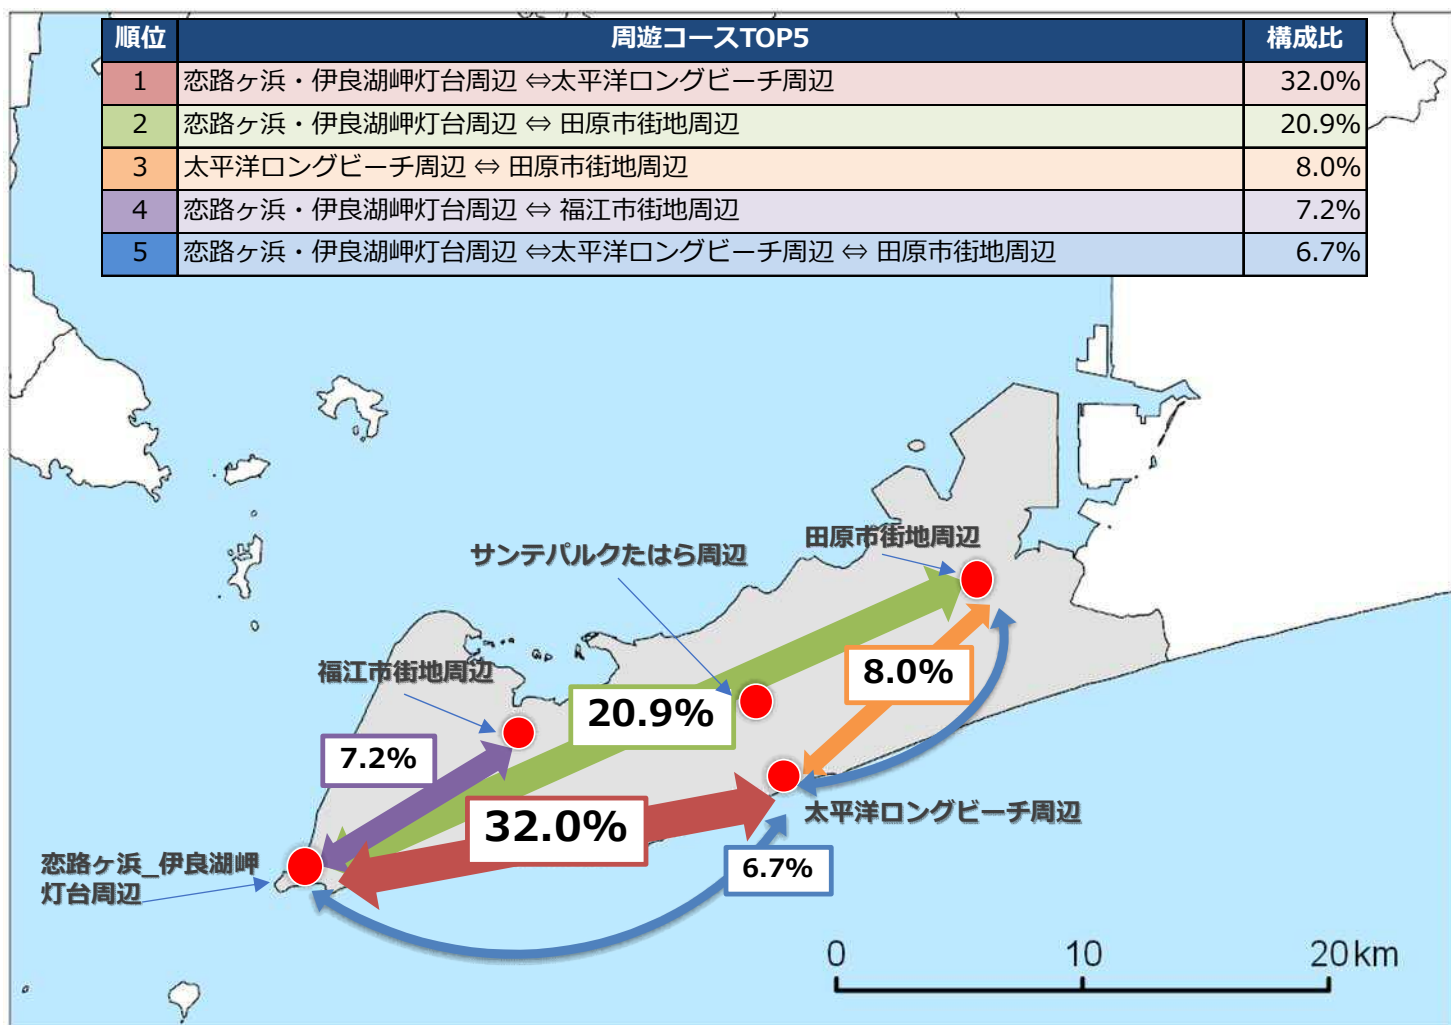 順位 周遊コースTOP5 構成比
1 恋路ヶ浜・伊良湖岬灯台周辺 ⇔太平洋ロングビーチ周辺 32.0%
2 恋路ヶ浜・伊良湖岬灯台周辺 ⇔ 田原市街地周辺 20.9%
3 太平洋ロングビーチ周辺 ⇔ 田原市街地周辺 8.0%
4 恋路ヶ浜・伊良湖岬灯台周辺 ⇔ 福江市街地周辺 7.2%
5 恋路ヶ浜・伊良湖岬灯台周辺 ⇔太平洋ロングビーチ周辺 ⇔ 田原市街地周辺 6.7%
田原市街地周辺
サンテパルクたはら周辺
福江市街地周辺
8.0%
20.9%
7.2%
太平洋ロングビーチ周辺
32.0%
6.7%
恋路ヶ浜_伊良湖岬
灯台周辺
0 10 20km